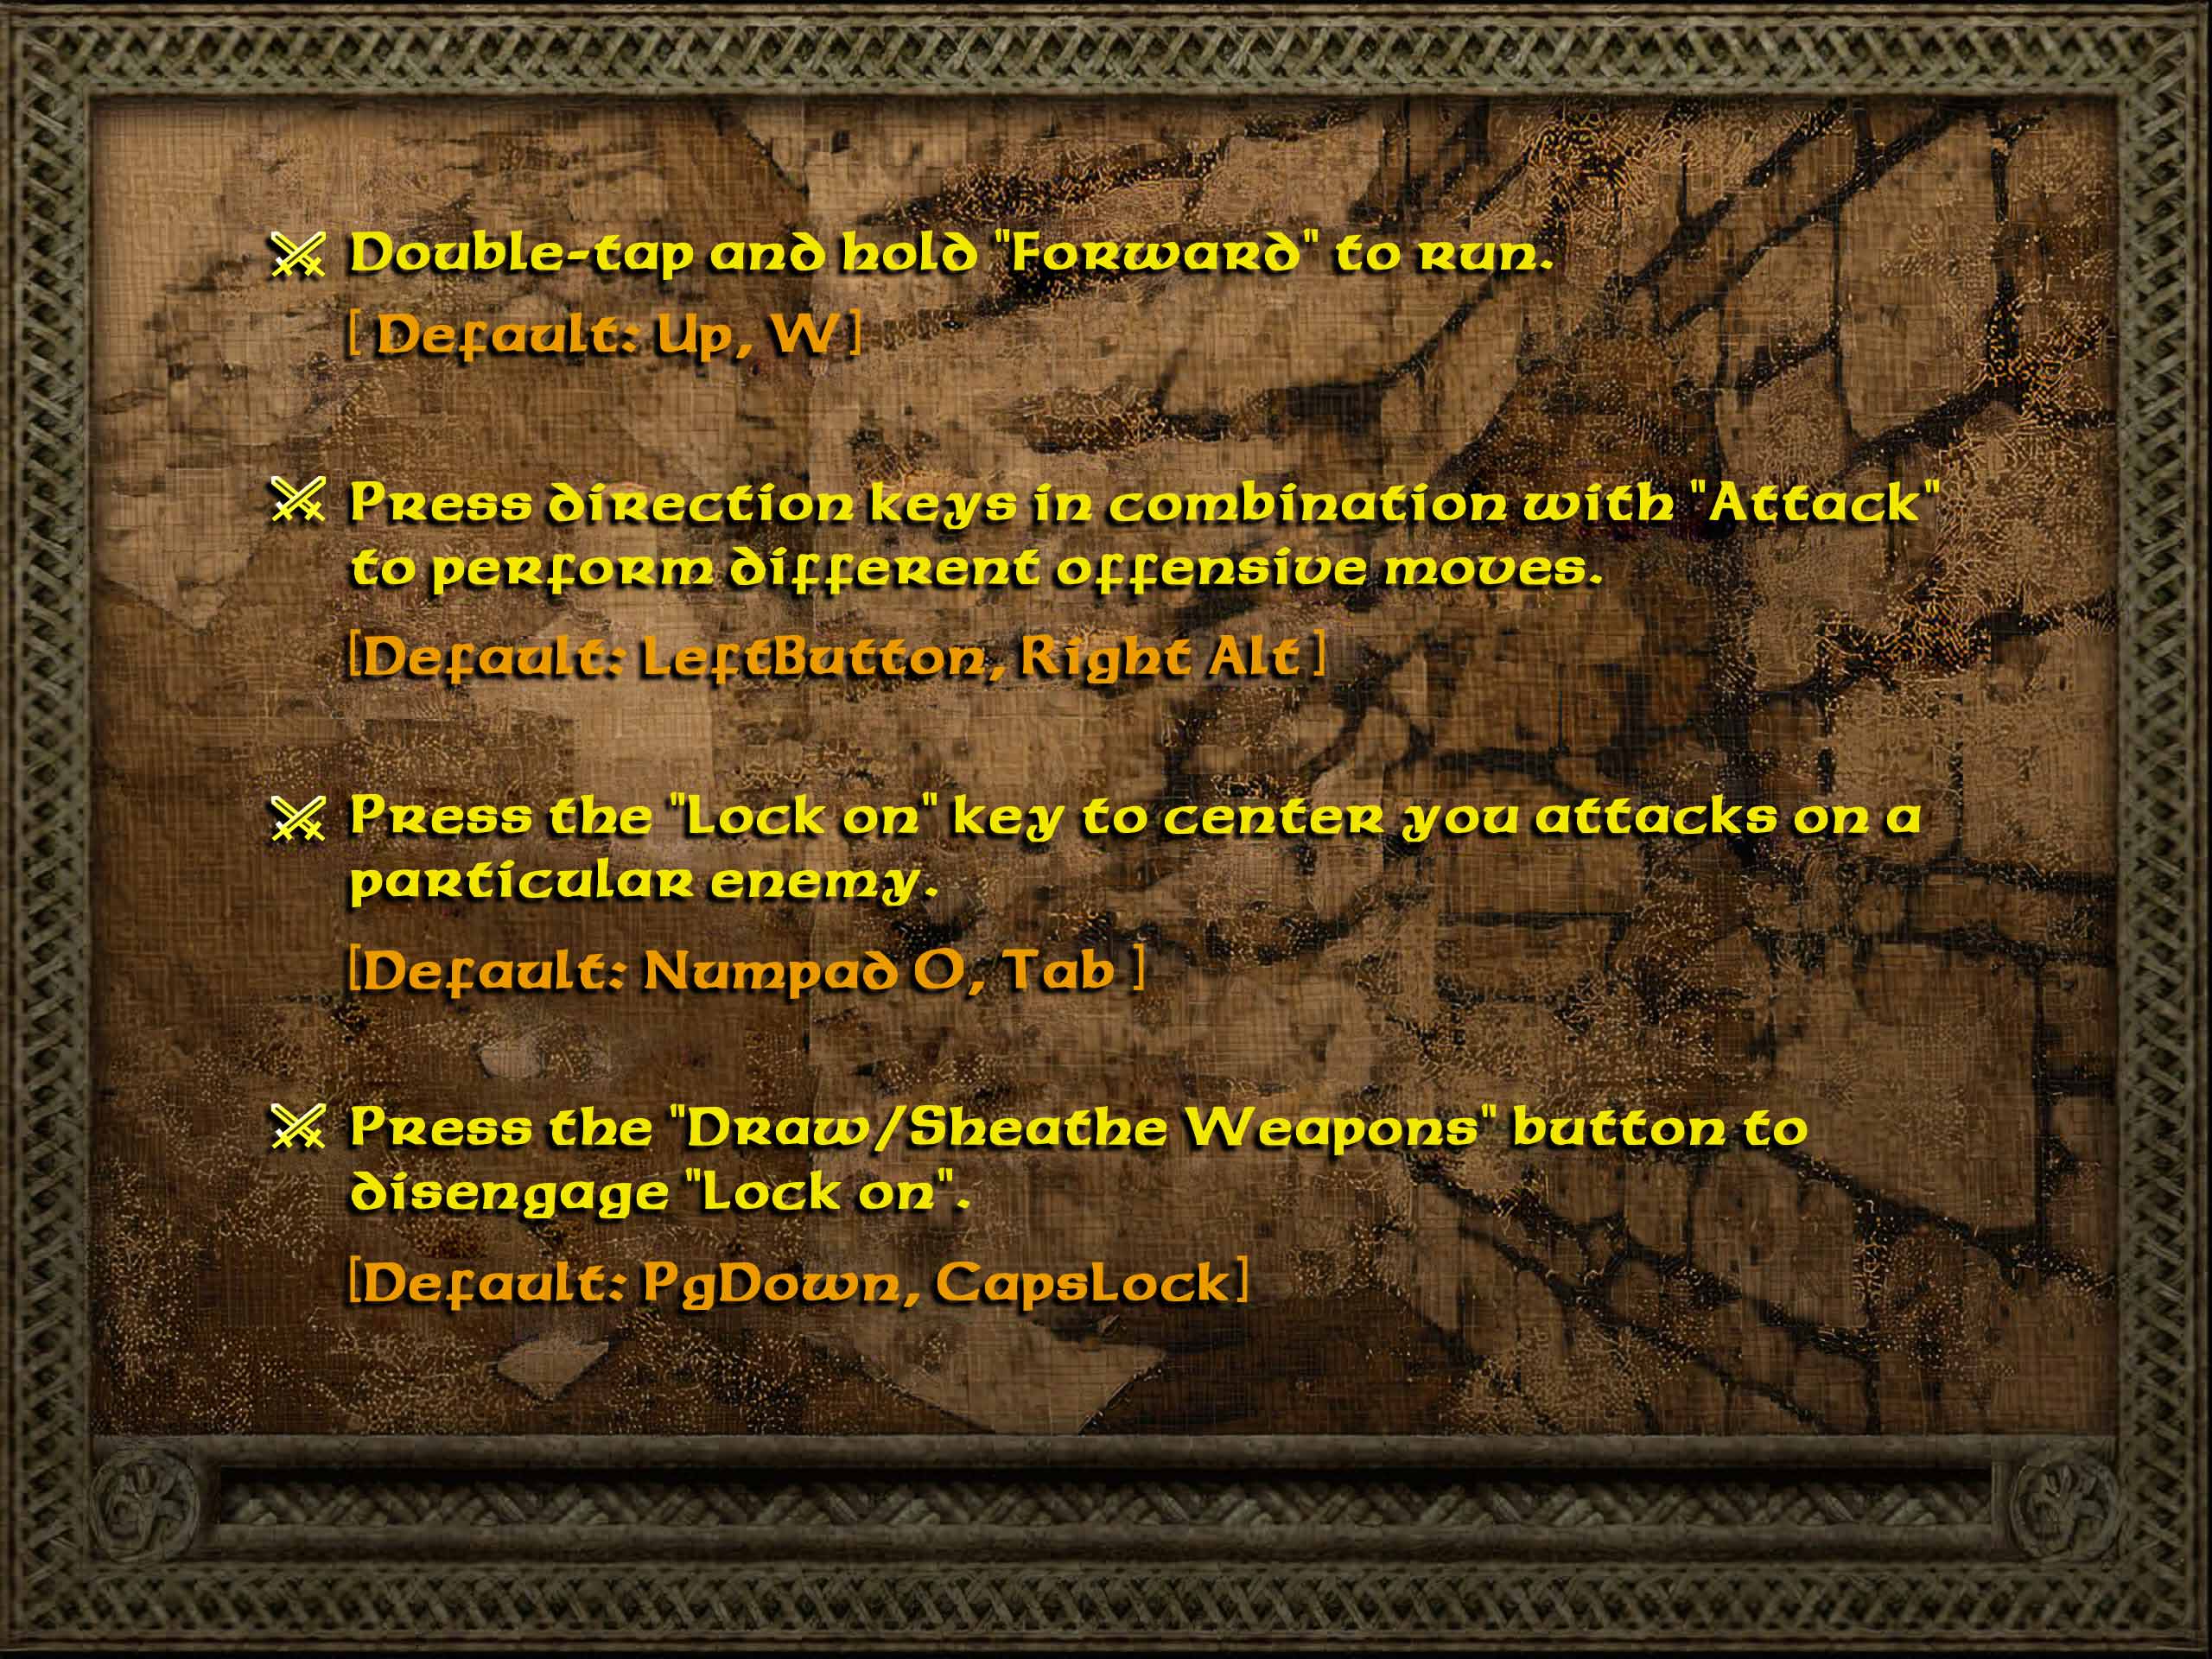 Double-tap and hold "Forward" to run.
[ Default: Up, W]
Press direction keys in combination with "Attack"
to perform different offensive moves.
[Default: LeftButton, Right Alt ]
Press the "Lock on" key to center you attacks on a
particular enemy.
[Default: Numpad 0, Tab ]
Press the "Draw/Sheathe Weapons" button to
disengage "Lock on".
[Default: PgDown, CapsLock]